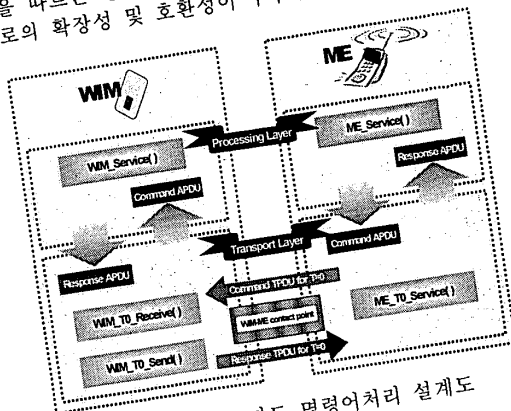 로의 확장성 및 호환성이
WIM
ME
Processing Layer
WIM_Service( )
ME_Service( )
Command APDU
Response APDU
Transport Layer
Response APDU
Command APDU
Command TPDU for T=0
WIM_T0_Receive( )
WIM-ME contact point
ME_T0_Service( )
WIM_T0_Send( )
Response TPDU for T=0
명령어처리 설계도